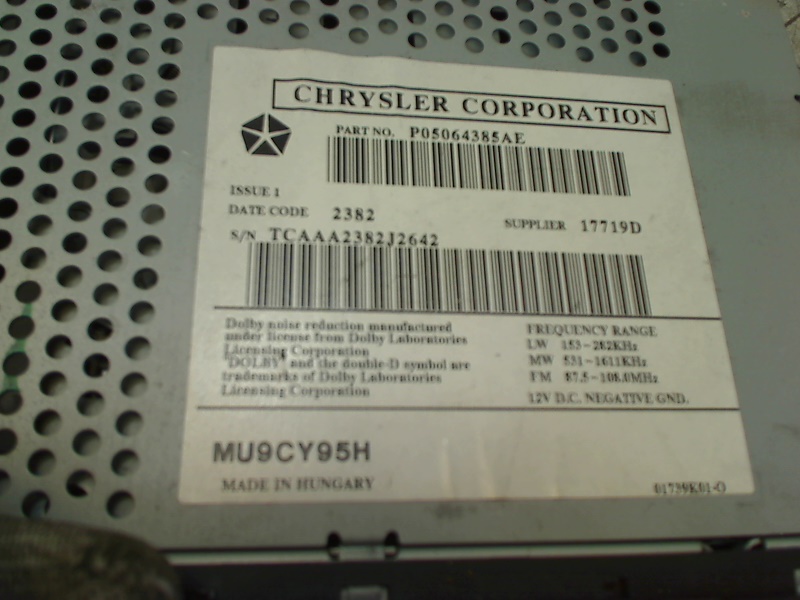 CHRYSLER CORPORATION
PART NO. P05064385AE
ISSUE 1
DATE CODE 2382
SUPPLIER 17719D
S/N TCAAA2382J2642
Dolby noise reduction manufactured
under license from Dolby Laboratories
Licensing Corporation
"DOLBY" and the double-D symbol are
trademarks of Dolby Laboratories
Licensing Corporation
FREQUENCY RANGE
LW 153-282KHz
MW 531-1611KHz
FM 87.5-108.0MHz
12V D.C. NEGATIVE GND.
MU9CY95H
MADE IN HUNGARY
01739K01-O